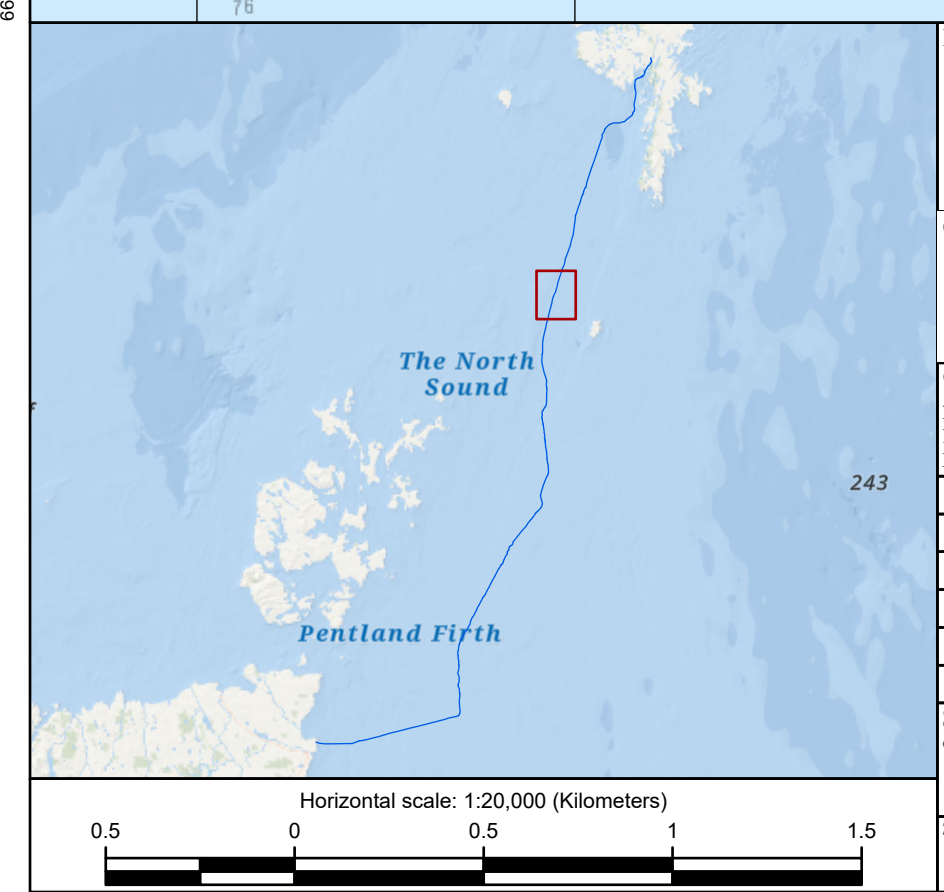 66
76
The North
Sound
243
Pentland Firth
Horizontal scale: 1:20,000 (Kilometers)
0.5 0 0.5 1 1.5